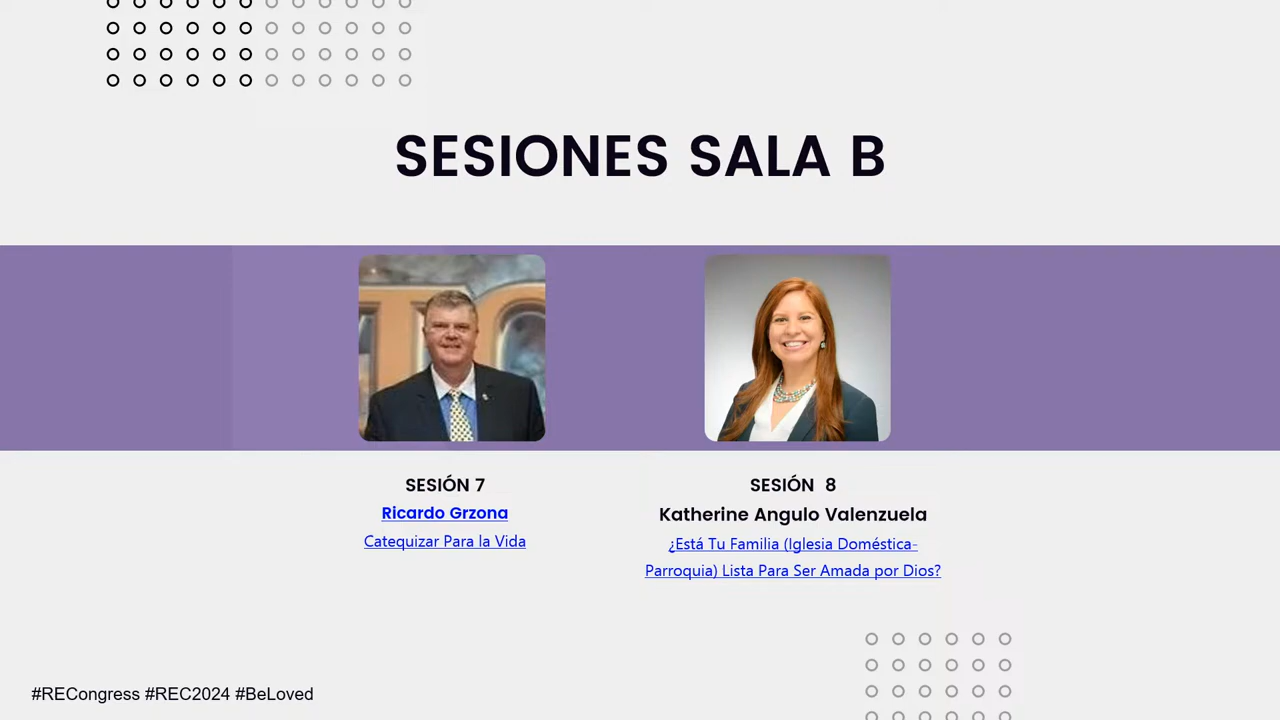 SESIONES SALA B
SESIÓN 7
Ricardo Grzona
Catequizar Para la Vida
SESIÓN 8
Katherine Angulo Valenzuela
¿Está Tu Familia (Iglesia Doméstica-
Parroquia) Lista Para Ser Amada por Dios?
#RECongress #REC2024 #BeLoved